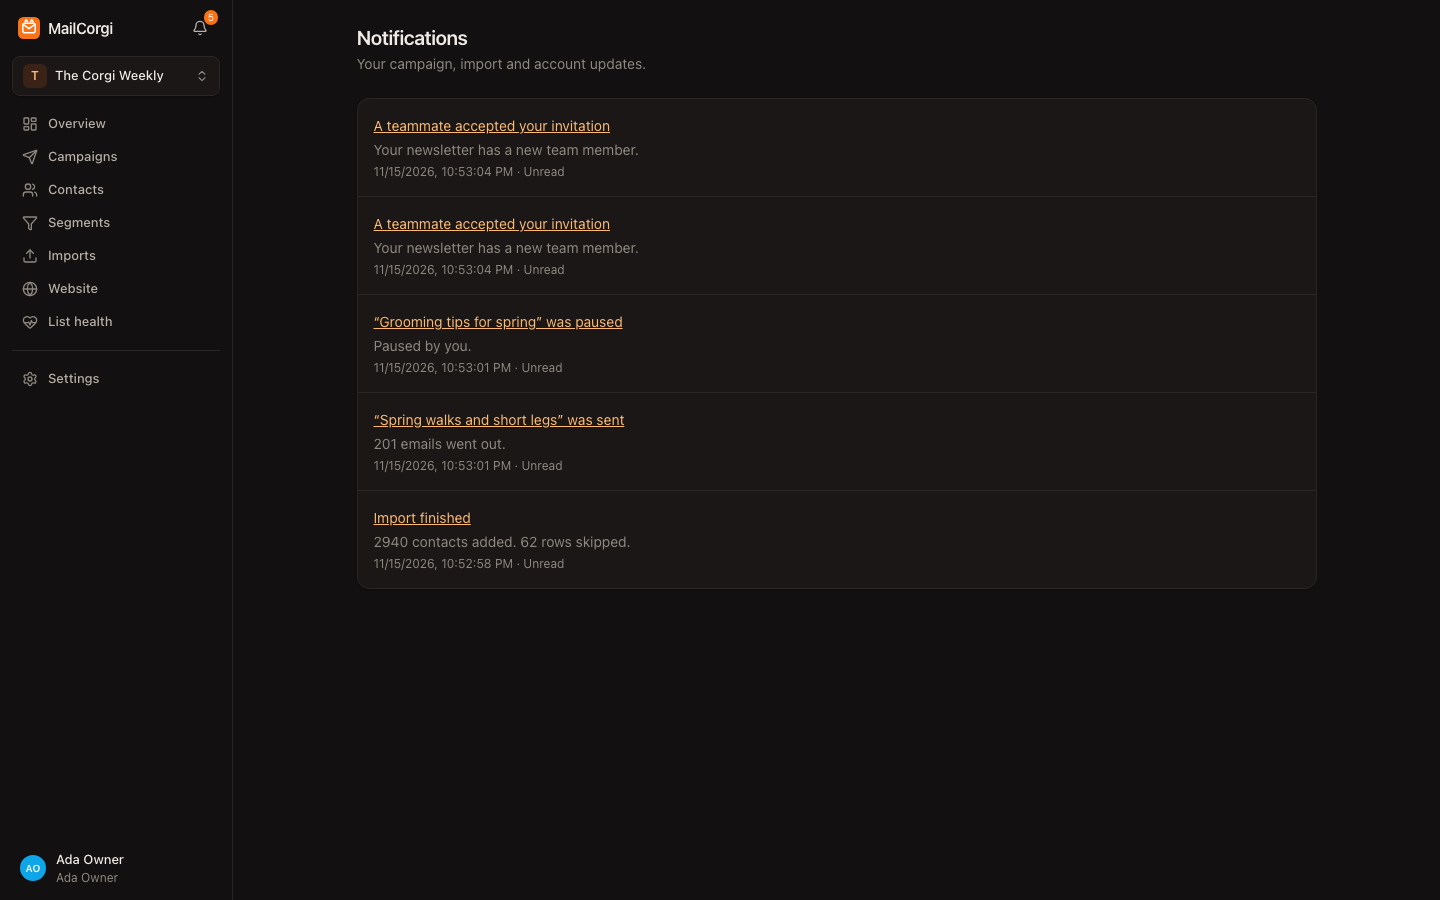 MailCorgi
5
T
The Corgi Weekly
Overview
Campaigns
Contacts
Segments
Imports
Website
List health
Settings
AO
Ada Owner
Ada Owner
Notifications
Your campaign, import and account updates.
A teammate accepted your invitation
Your newsletter has a new team member.
11/15/2026, 10:53:04 PM · Unread
A teammate accepted your invitation
Your newsletter has a new team member.
11/15/2026, 10:53:04 PM · Unread
“Grooming tips for spring” was paused
Paused by you.
11/15/2026, 10:53:01 PM · Unread
“Spring walks and short legs” was sent
201 emails went out.
11/15/2026, 10:53:01 PM · Unread
Import finished
2940 contacts added. 62 rows skipped.
11/15/2026, 10:52:58 PM · Unread